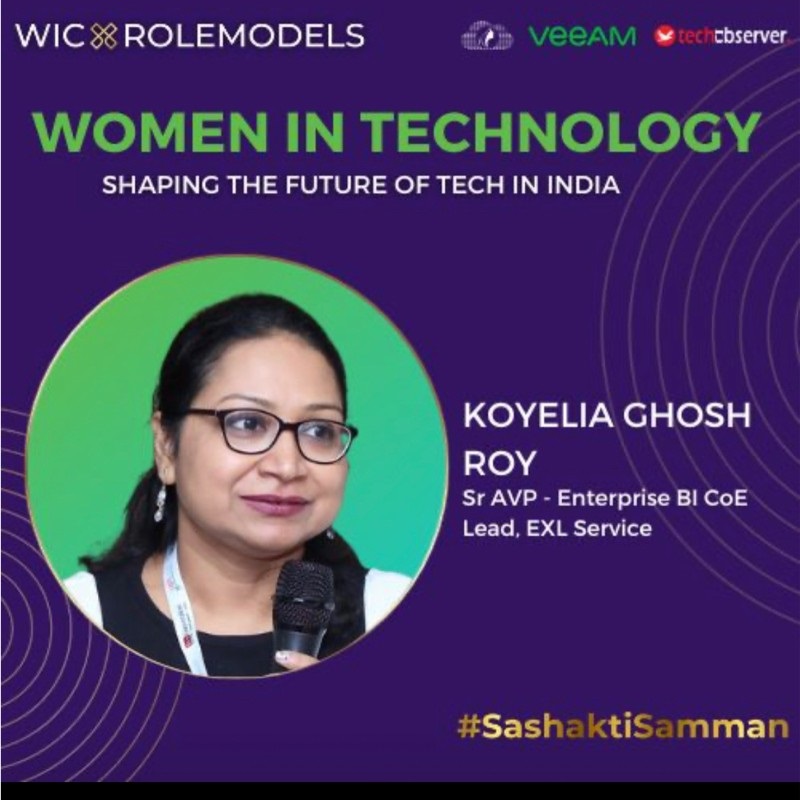 WIC ROLEMODELS
veeAM techobserver
WOMEN IN TECHNOLOGY
SHAPING THE FUTURE OF TECH IN INDIA
KOYELIA GHOSH
ROY
Sr AVP - Enterprise BI CoE
Lead, EXL Service
#SashaktiSamman